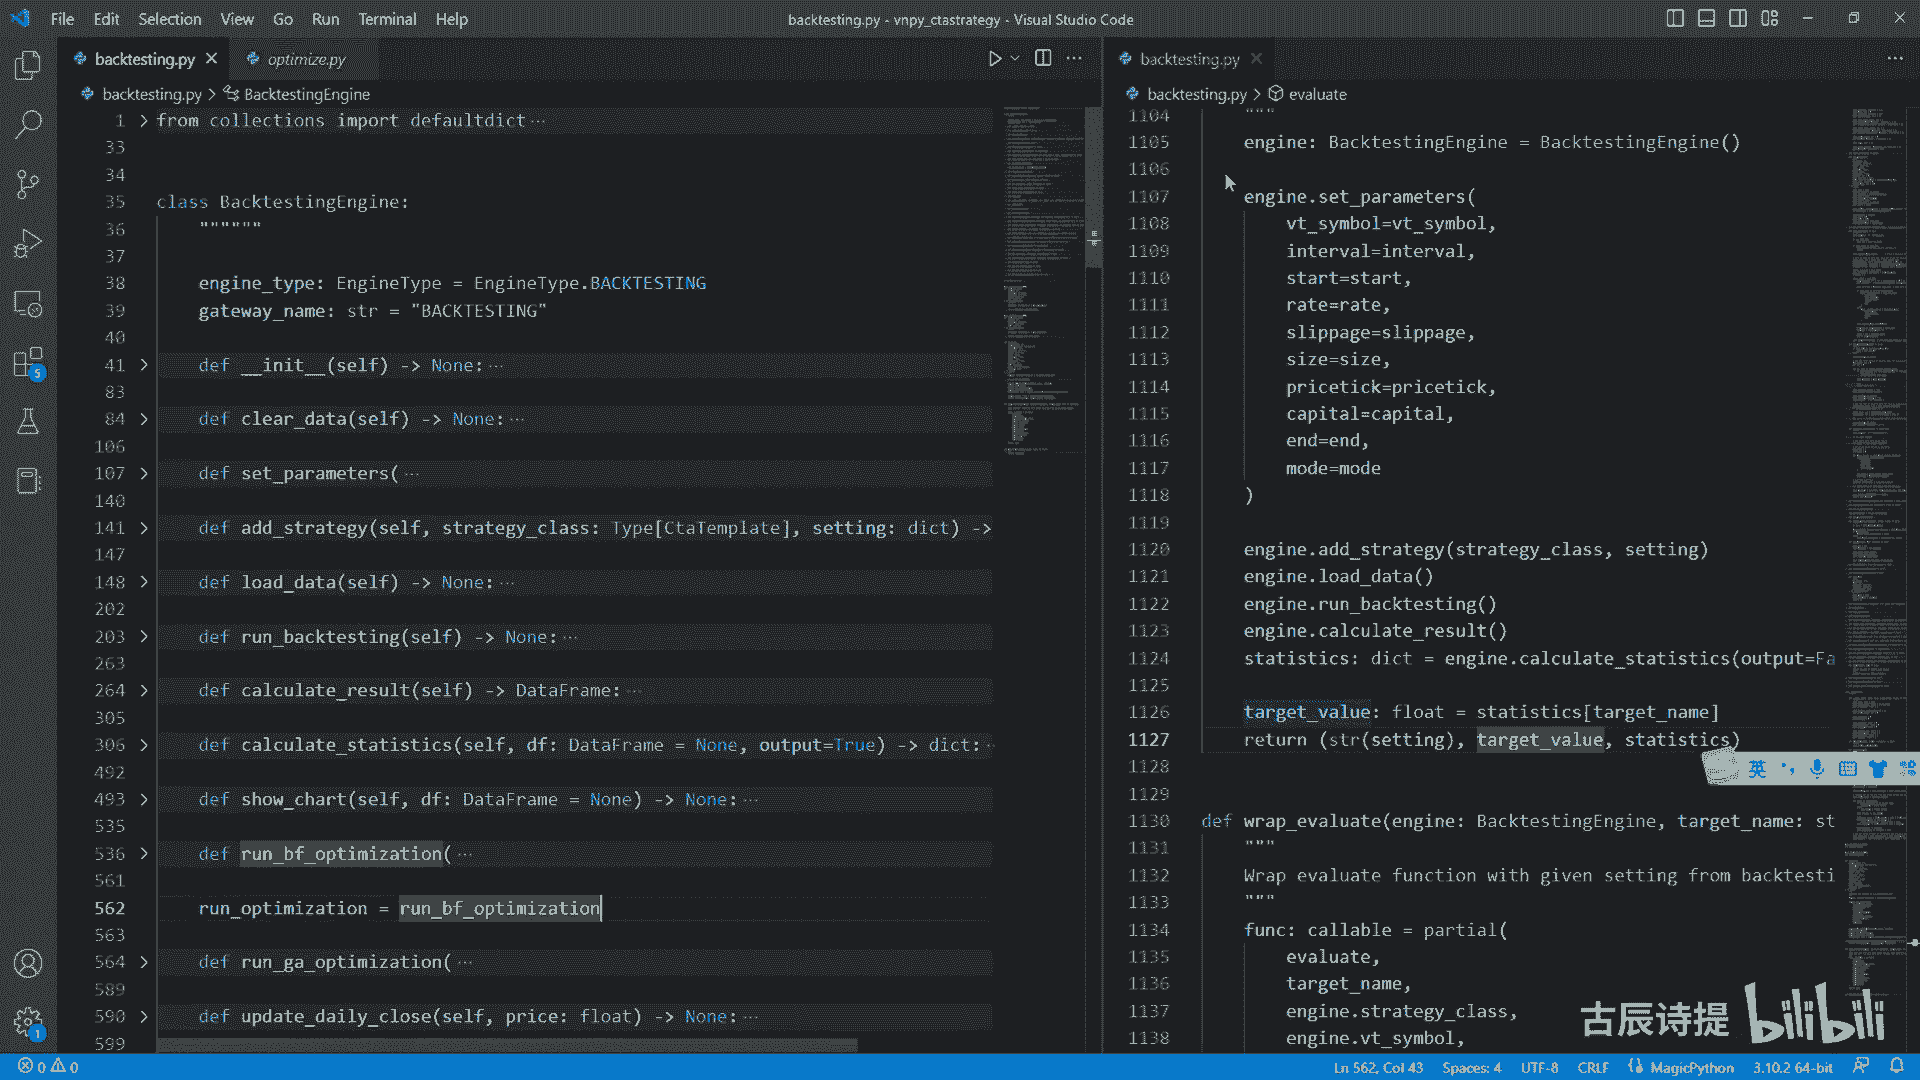 File Edit Selection View Go Run Terminal Help
backtesting.py - vnpy_ctastrategy - Visual Studio Code
backtesting.py
optimize.py
backtesting.py > BacktestingEngine
1 from collections import defaultdict ···
33
34
35 class BacktestingEngine:
36 """"""
37
38 engine_type: EngineType = EngineType.BACKTESTING
39 gateway_name: str = "BACKTESTING"
40
41 def __init__(self) -> None: ···
83
84 def clear_data(self) -> None: ···
106
107 def set_parameters( ···
140
141 def add_strategy(self, strategy_class: Type[CtaTemplate], setting: dict) ->
147
148 def load_data(self) -> None: ···
202
203 def run_backtesting(self) -> None: ···
263
264 def calculate_result(self) -> DataFrame: ···
305
306 def calculate_statistics(self, df: DataFrame = None, output=True) -> dict: ··
492
493 def show_chart(self, df: DataFrame = None) -> None: ···
535
536 def run_bf_optimization( ···
561
562 run_optimization = run_bf_optimization
563
564 def run_ga_optimization( ···
589
590 def update_daily_close(self, price: float) -> None: ···
599
backtesting.py
backtesting.py > evaluate
1104 """
1105 engine: BacktestingEngine = BacktestingEngine()
1106
1107 engine.set_parameters(
1108 vt_symbol=vt_symbol,
1109 interval=interval,
1110 start=start,
1111 rate=rate,
1112 slippage=slippage,
1113 size=size,
1114 pricetick=pricetick,
1115 capital=capital,
1116 end=end,
1117 mode=mode
1118 )
1119
1120 engine.add_strategy(strategy_class, setting)
1121 engine.load_data()
1122 engine.run_backtesting()
1123 engine.calculate_result()
1124 statistics: dict = engine.calculate_statistics(output=Fa
1125
1126 target_value: float = statistics[target_name]
1127 return (str(setting), target_value, statistics)
1128
1129
1130 def wrap_evaluate(engine: BacktestingEngine, target_name: st
1131 """
1132 Wrap evaluate function with given setting from backtesti
1133 """
1134 func: callable = partial(
1135 evaluate,
1136 target_name,
1137 engine.strategy_class,
1138 engine.vt_symbol,
5
1
英
古辰诗提 bilibili
0 0
Ln 562, Col 43 Spaces: 4 UTF-8 CRLF MagicPython 3.10.2 64-bit